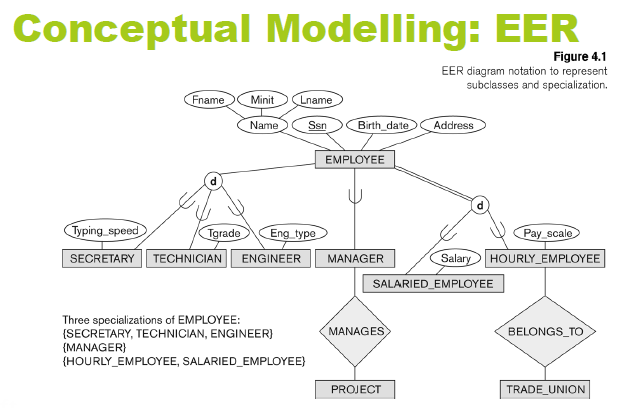 Conceptual Modelling: EER
Figure 4.1
EER diagram notation to represent
subclasses and specialization.
Fname
Minit
Lname
Name
Ssn
Birth_date
Address
EMPLOYEE
d
d
Typing_speed
Tgrade
Eng_type
Salary
Pay_scale
SECRETARY
TECHNICIAN
ENGINEER
MANAGER
HOURLY_EMPLOYEE
SALARIED_EMPLOYEE
Three specializations of EMPLOYEE:
{SECRETARY, TECHNICIAN, ENGINEER}
{MANAGER}
{HOURLY_EMPLOYEE, SALARIED_EMPLOYEE}
MANAGES
BELONGS_TO
PROJECT
TRADE_UNION